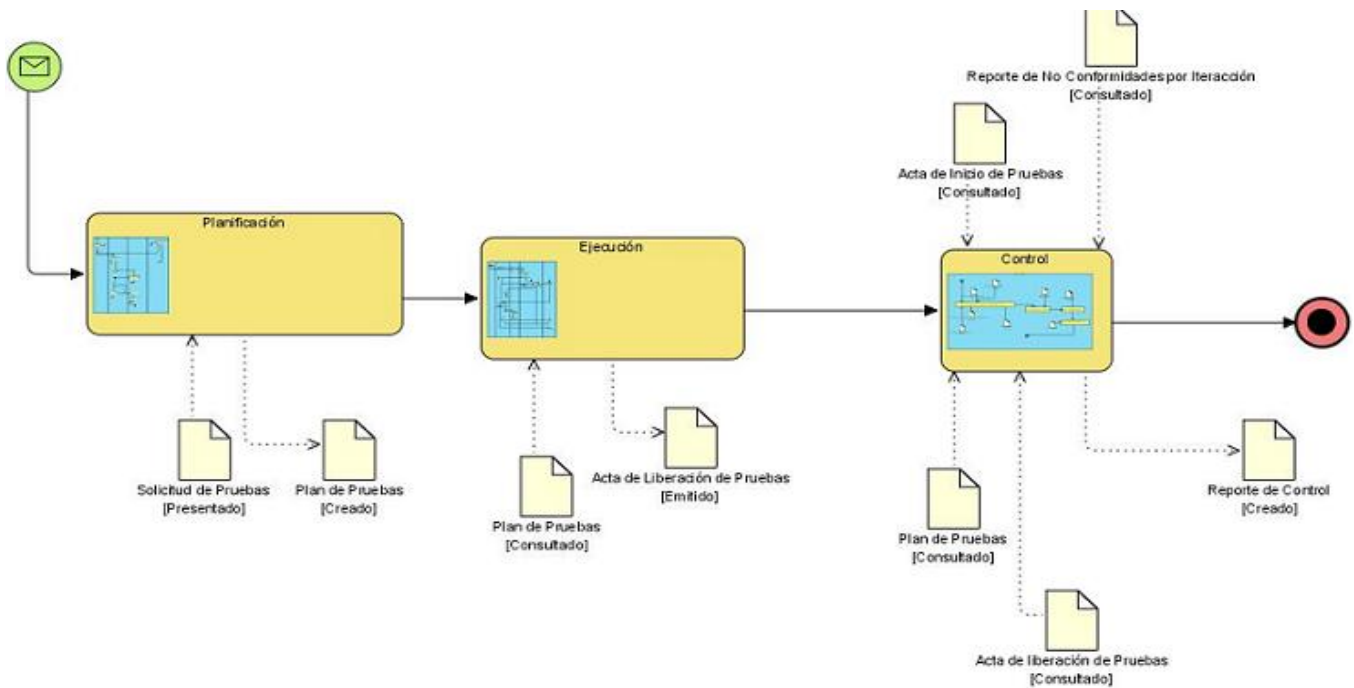 Reporte de No Conformidades por Iteracción
[Consultado]
Acta de Inicio de Pruebas
[Consultado]
Planificación
Ejecución
Control
Solicitud de Pruebas
[Presentado]
Plan de Pruebas
[Creado]
Acta de Liberación de Pruebas
[Emitido]
Plan de Pruebas
[Consultado]
Plan de Pruebas
[Consultado]
Reporte de Control
[Creado]
Acta de liberación de Pruebas
[Consultado]